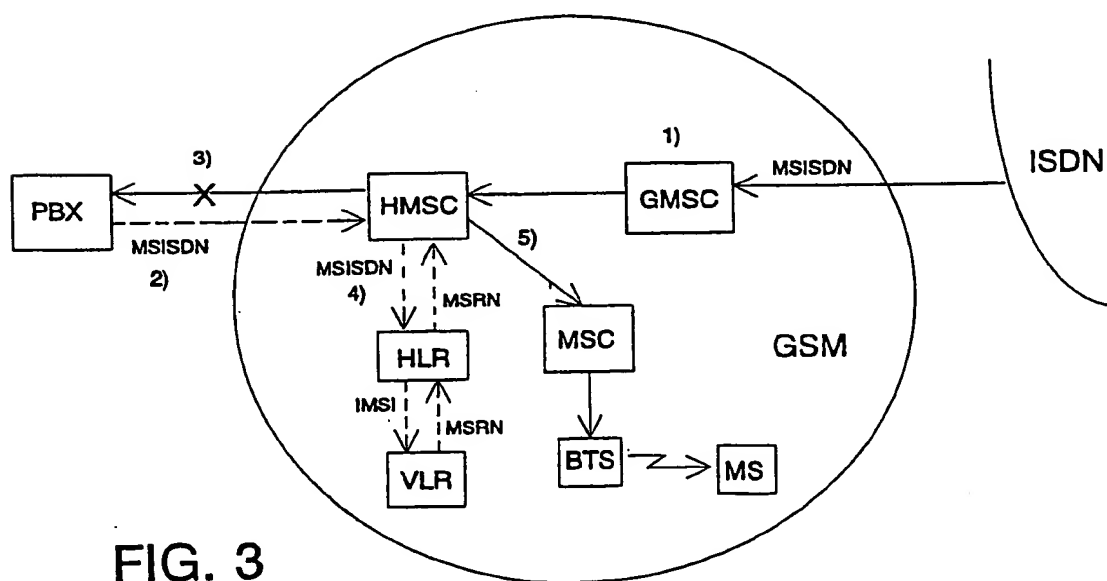 1)
ISDN
3)
MSISDN
PBX
HMSC
GMSC
MSISDN
2)
5)
MSISDN
4)
MSRN
MSC
GSM
HLR
IMSI
MSRN
BTS
MS
VLR
FIG. 3